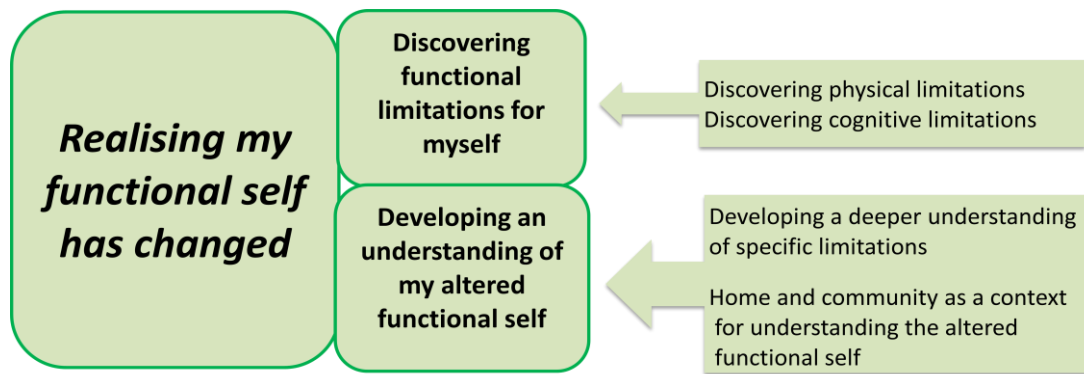 Realising my
functional self
has changed
Discovering
functional
limitations for
myself
Developing an
understanding of
my altered
functional self
Discovering physical limitations
Discovering cognitive limitations
Developing a deeper understanding
of specific limitations
Home and community as a context
for understanding the altered
functional self